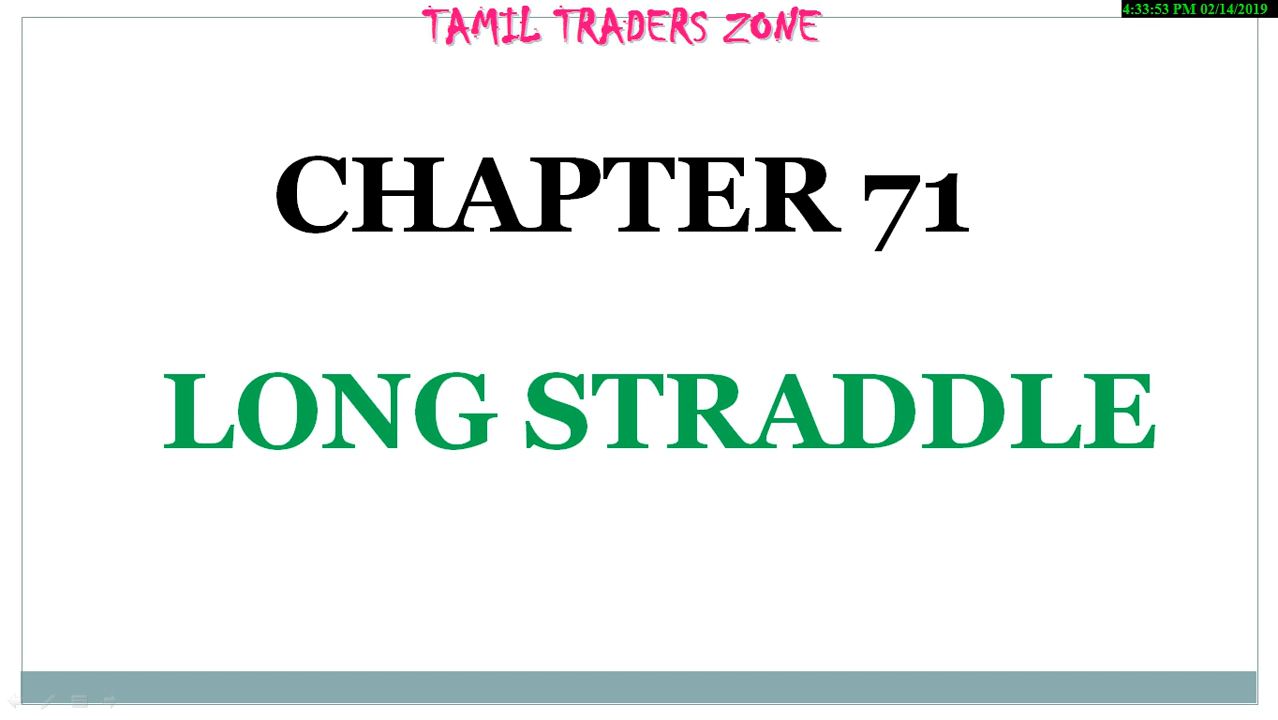 TAMIL TRADERS ZONE
4:33:53 PM 02/14/2019
CHAPTER 71
LONG STRADDLE